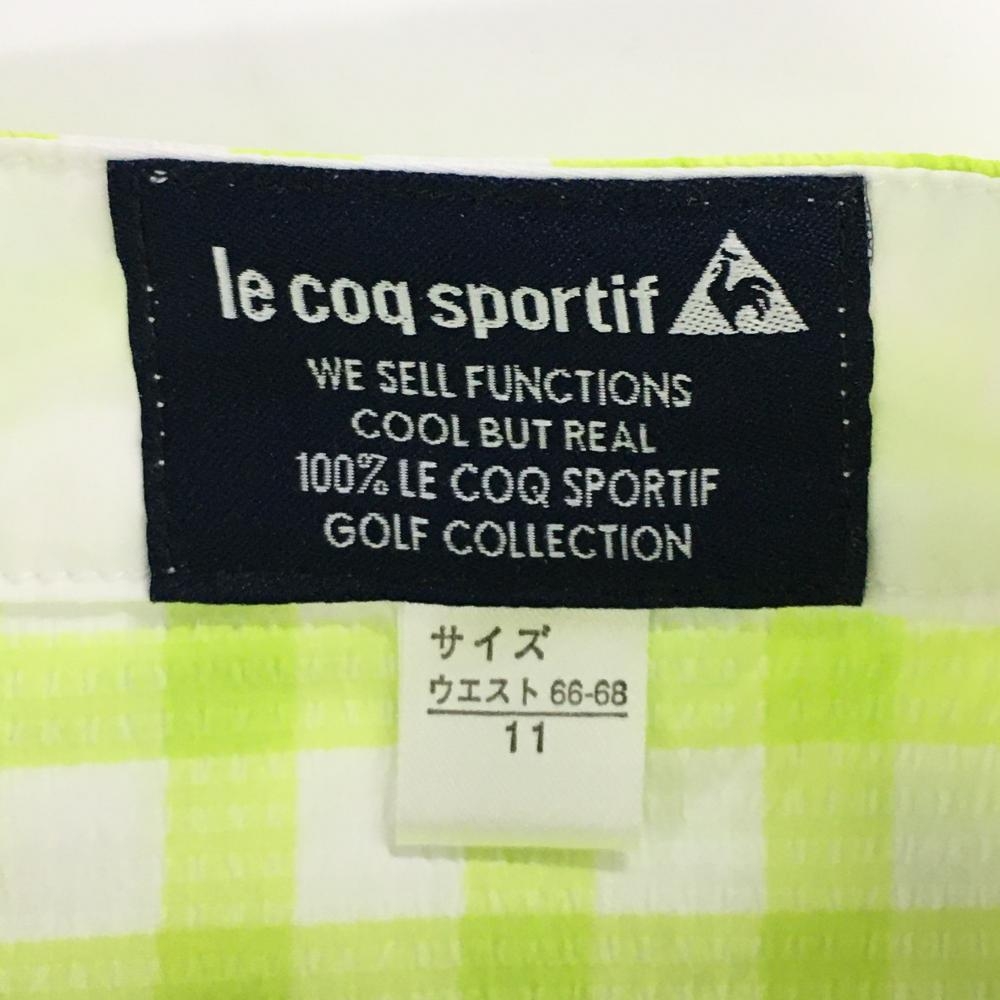 le coq sportif
WE SELL FUNCTIONS
COOL BUT REAL
100% LE COQ SPORTIF
GOLF COLLECTION
サイズ
ウエスト 66-68
11